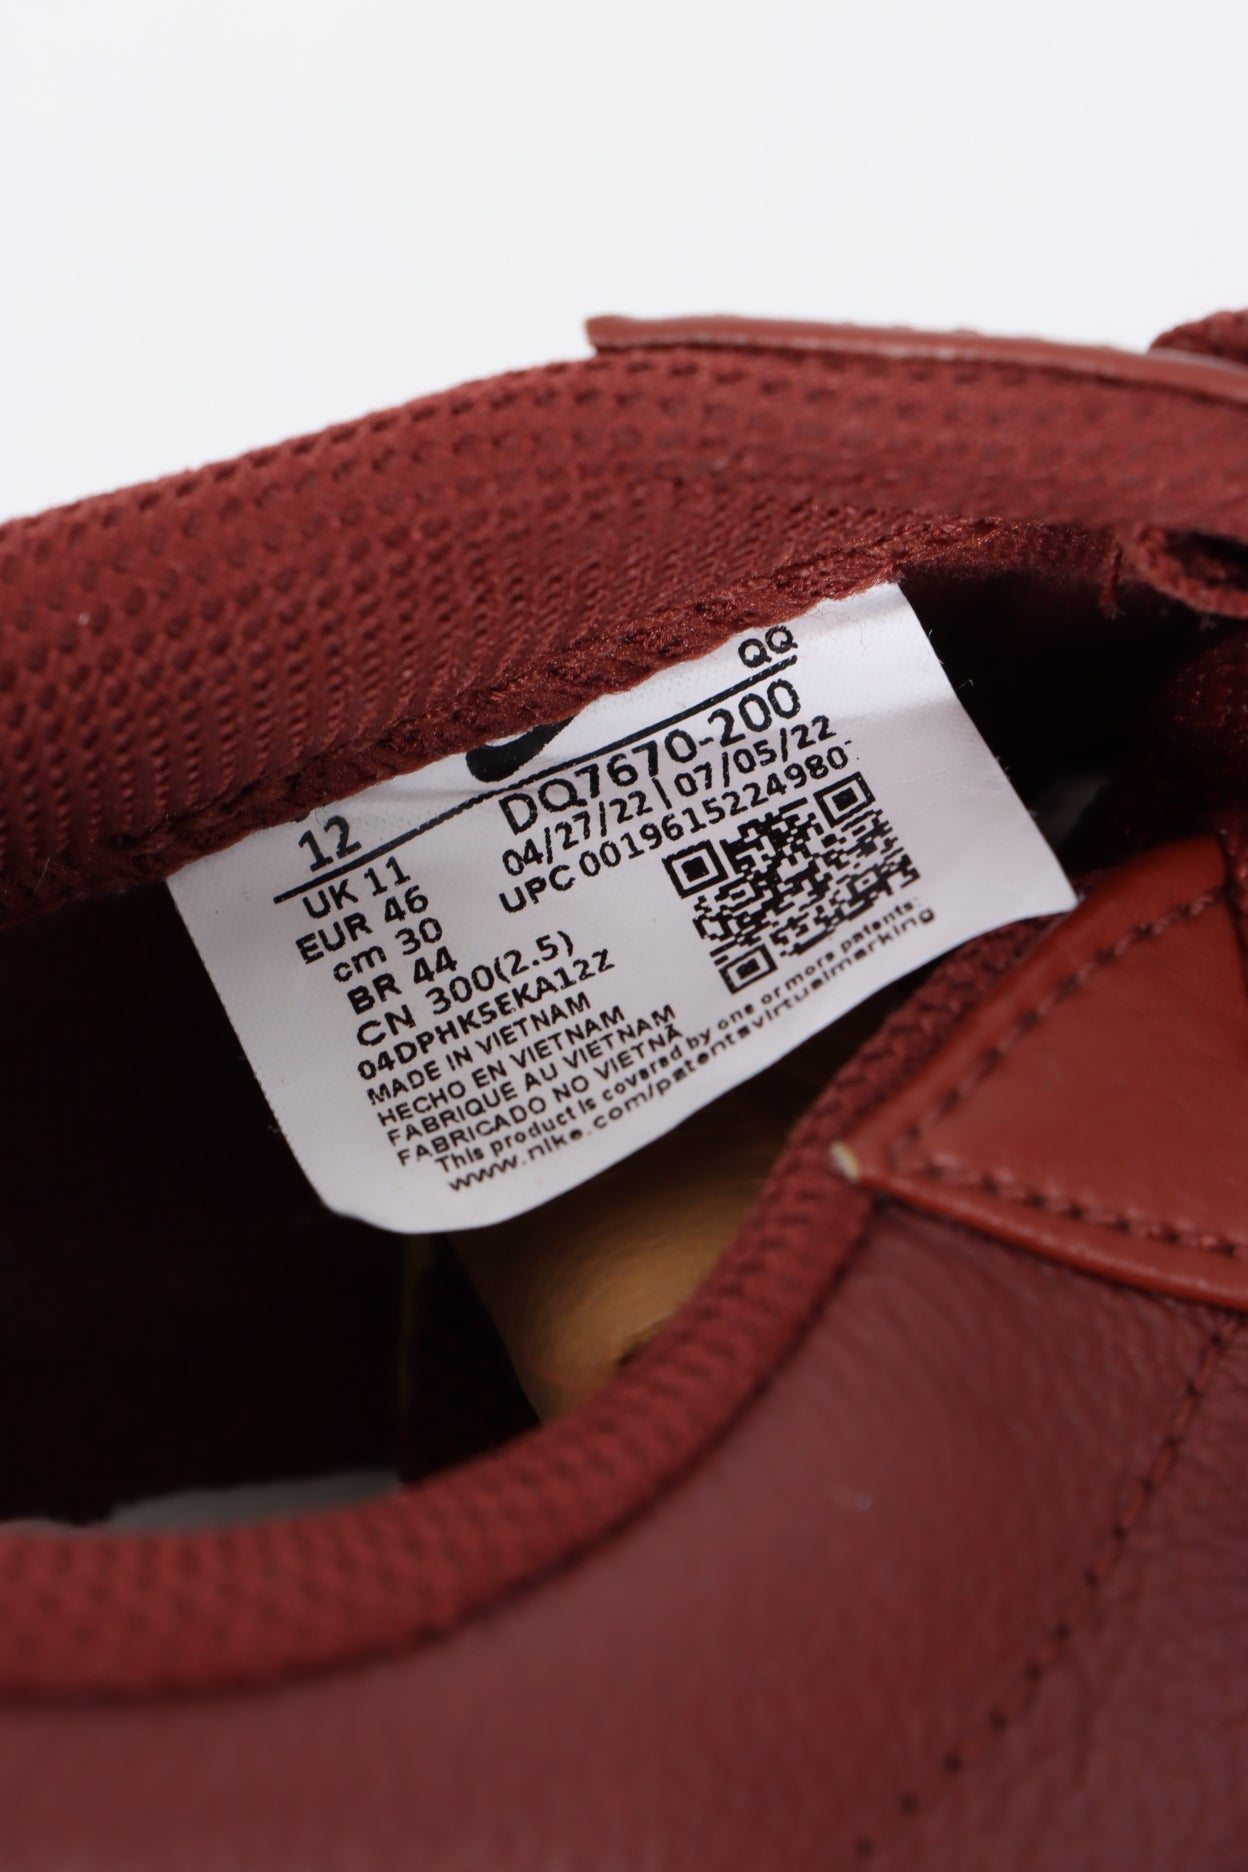 QQ
12
DQ7670-200
UK 11
04/27/22 | 07/05/22
EUR 46
UPC 00196152249807
cm 30
BR 44
CN 300(2.5)
04DPHK5EKA12Z
MADE IN VIETNAM
HECHO EN VIETNAM
FABRIQUE AU VIETNAM
FABRICADO NO VIETNÃ
This product is covered by one or more patents:
www.nike.com/patentsvirtualmarking